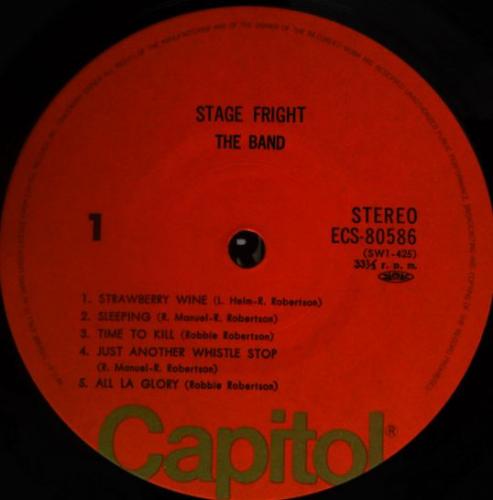 STAGE FRIGHT
THE BAND
1
STEREO
ECS-80586
(SW1-425)
33⅓ r. p. m.
1. STRAWBERRY WINE (L. Helm-R. Robertson)
2. SLEEPING (R. Manuel-R. Robertson)
3. TIME TO KILL (Robbie Robertson)
4. JUST ANOTHER WHISTLE STOP
(R. Manuel-R. Robertson)
5. ALL LA GLORY (Robbie Robertson)
Capitol®